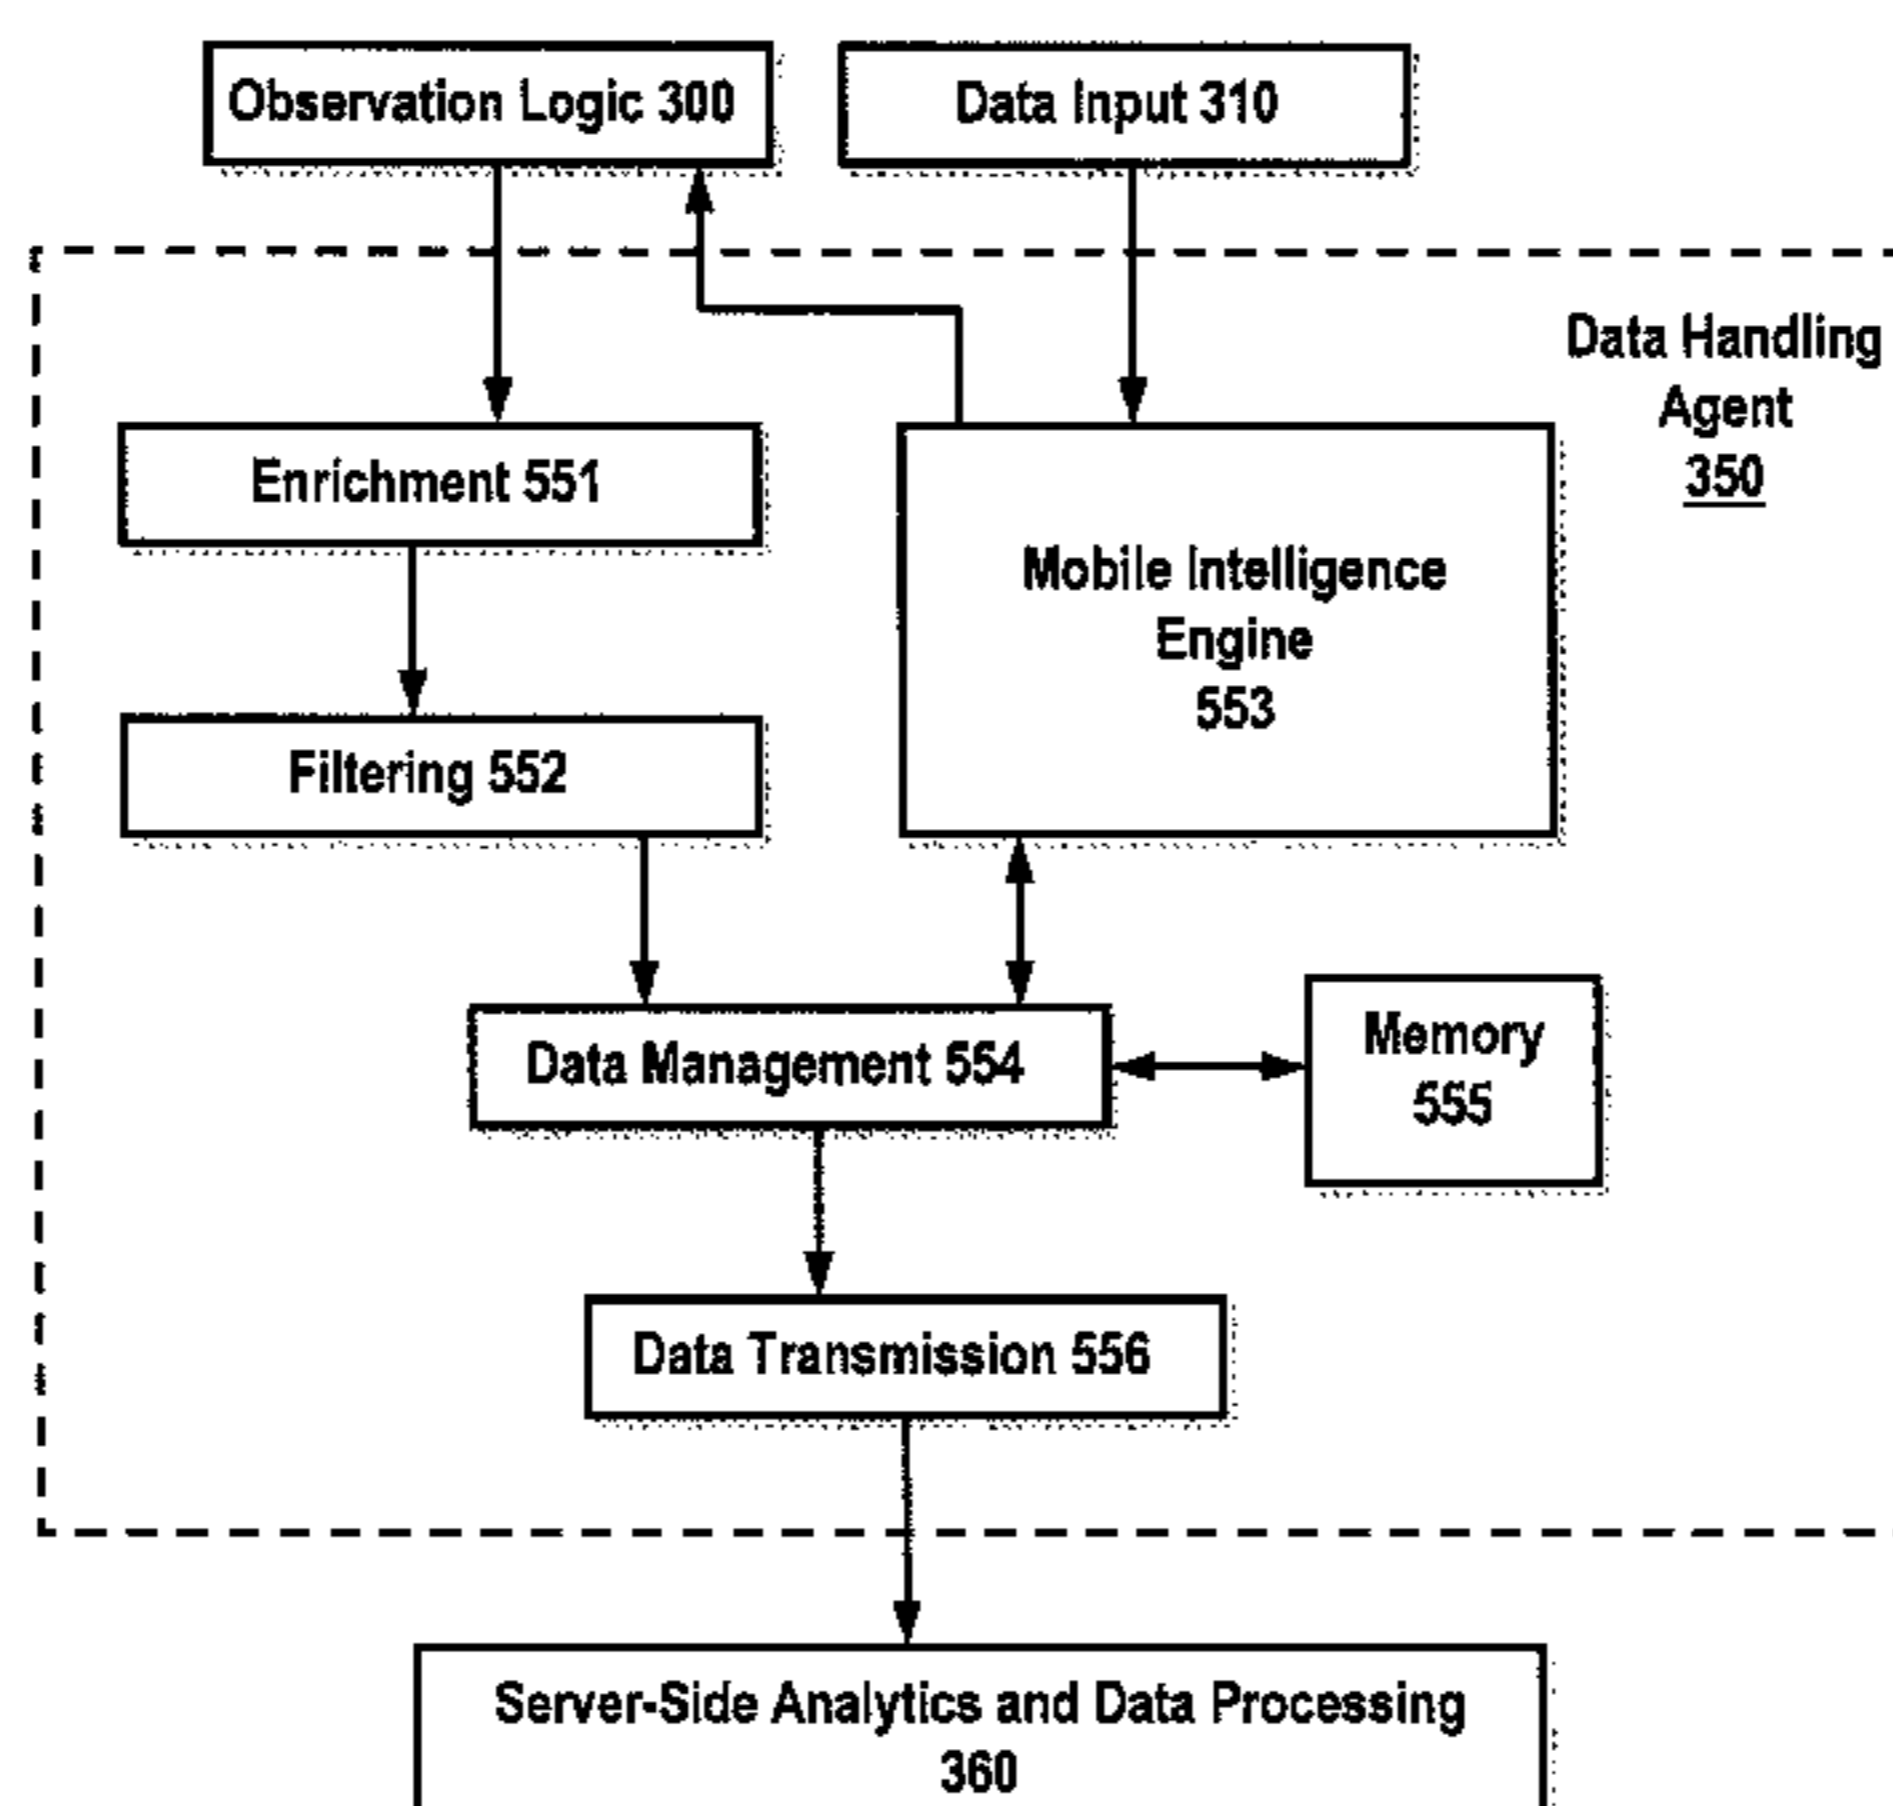 Observation Logic 300
Data Input 310
Data Handling
Agent
350
Enrichment 551
Mobile Intelligence
Engine
553
Filtering 552
Data Management 554
Memory
555
Data Transmission 556
Server-Side Analytics and Data Processing
360